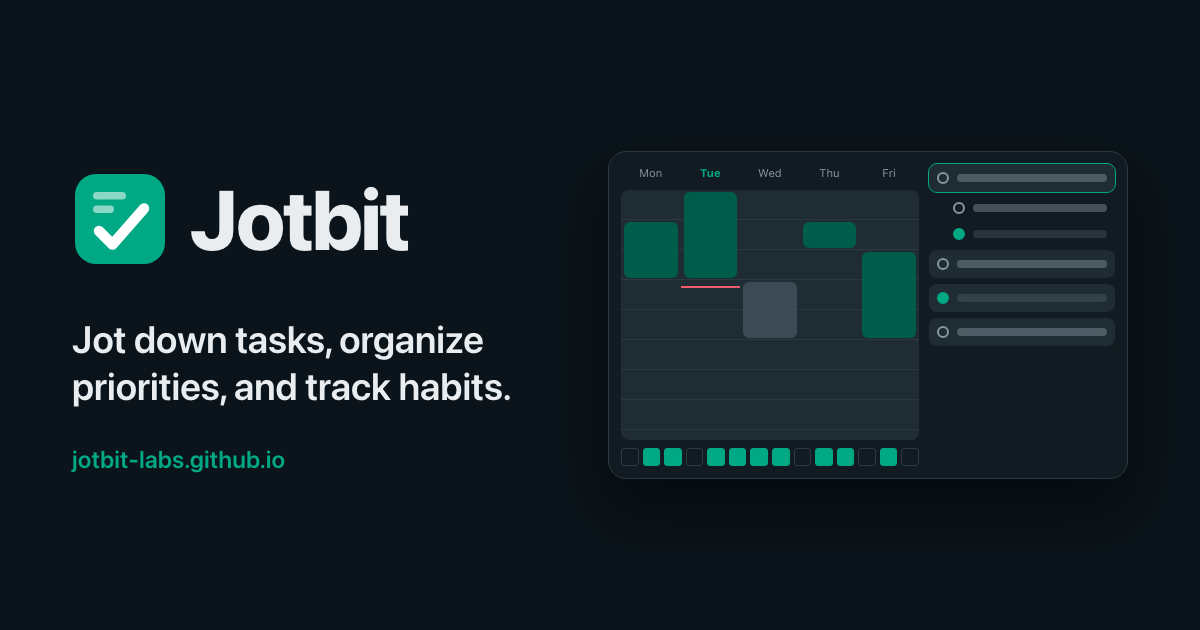 Jotbit
Jot down tasks, organize
priorities, and track habits.
jotbit-labs.github.io
Mon Tue Wed Thu Fri